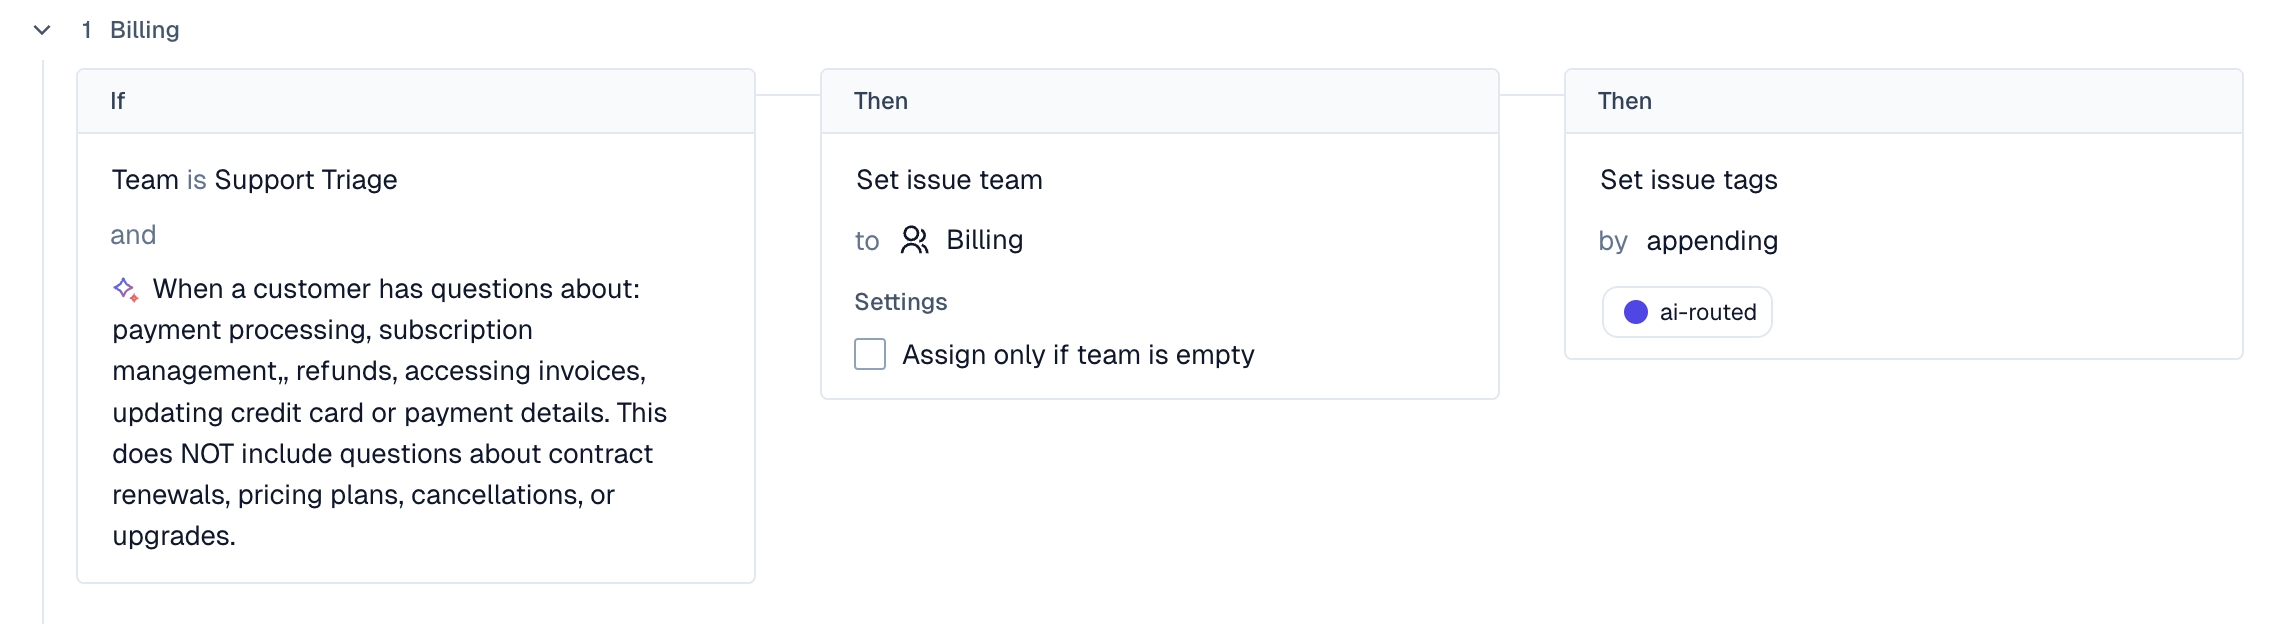 1 Billing
If
Team is Support Triage
and
When a customer has questions about:
payment processing, subscription
management,, refunds, accessing invoices,
updating credit card or payment details. This
does NOT include questions about contract
renewals, pricing plans, cancellations, or
upgrades.
Then
Set issue team
to Billing
Settings
Assign only if team is empty
Then
Set issue tags
by appending
ai-routed